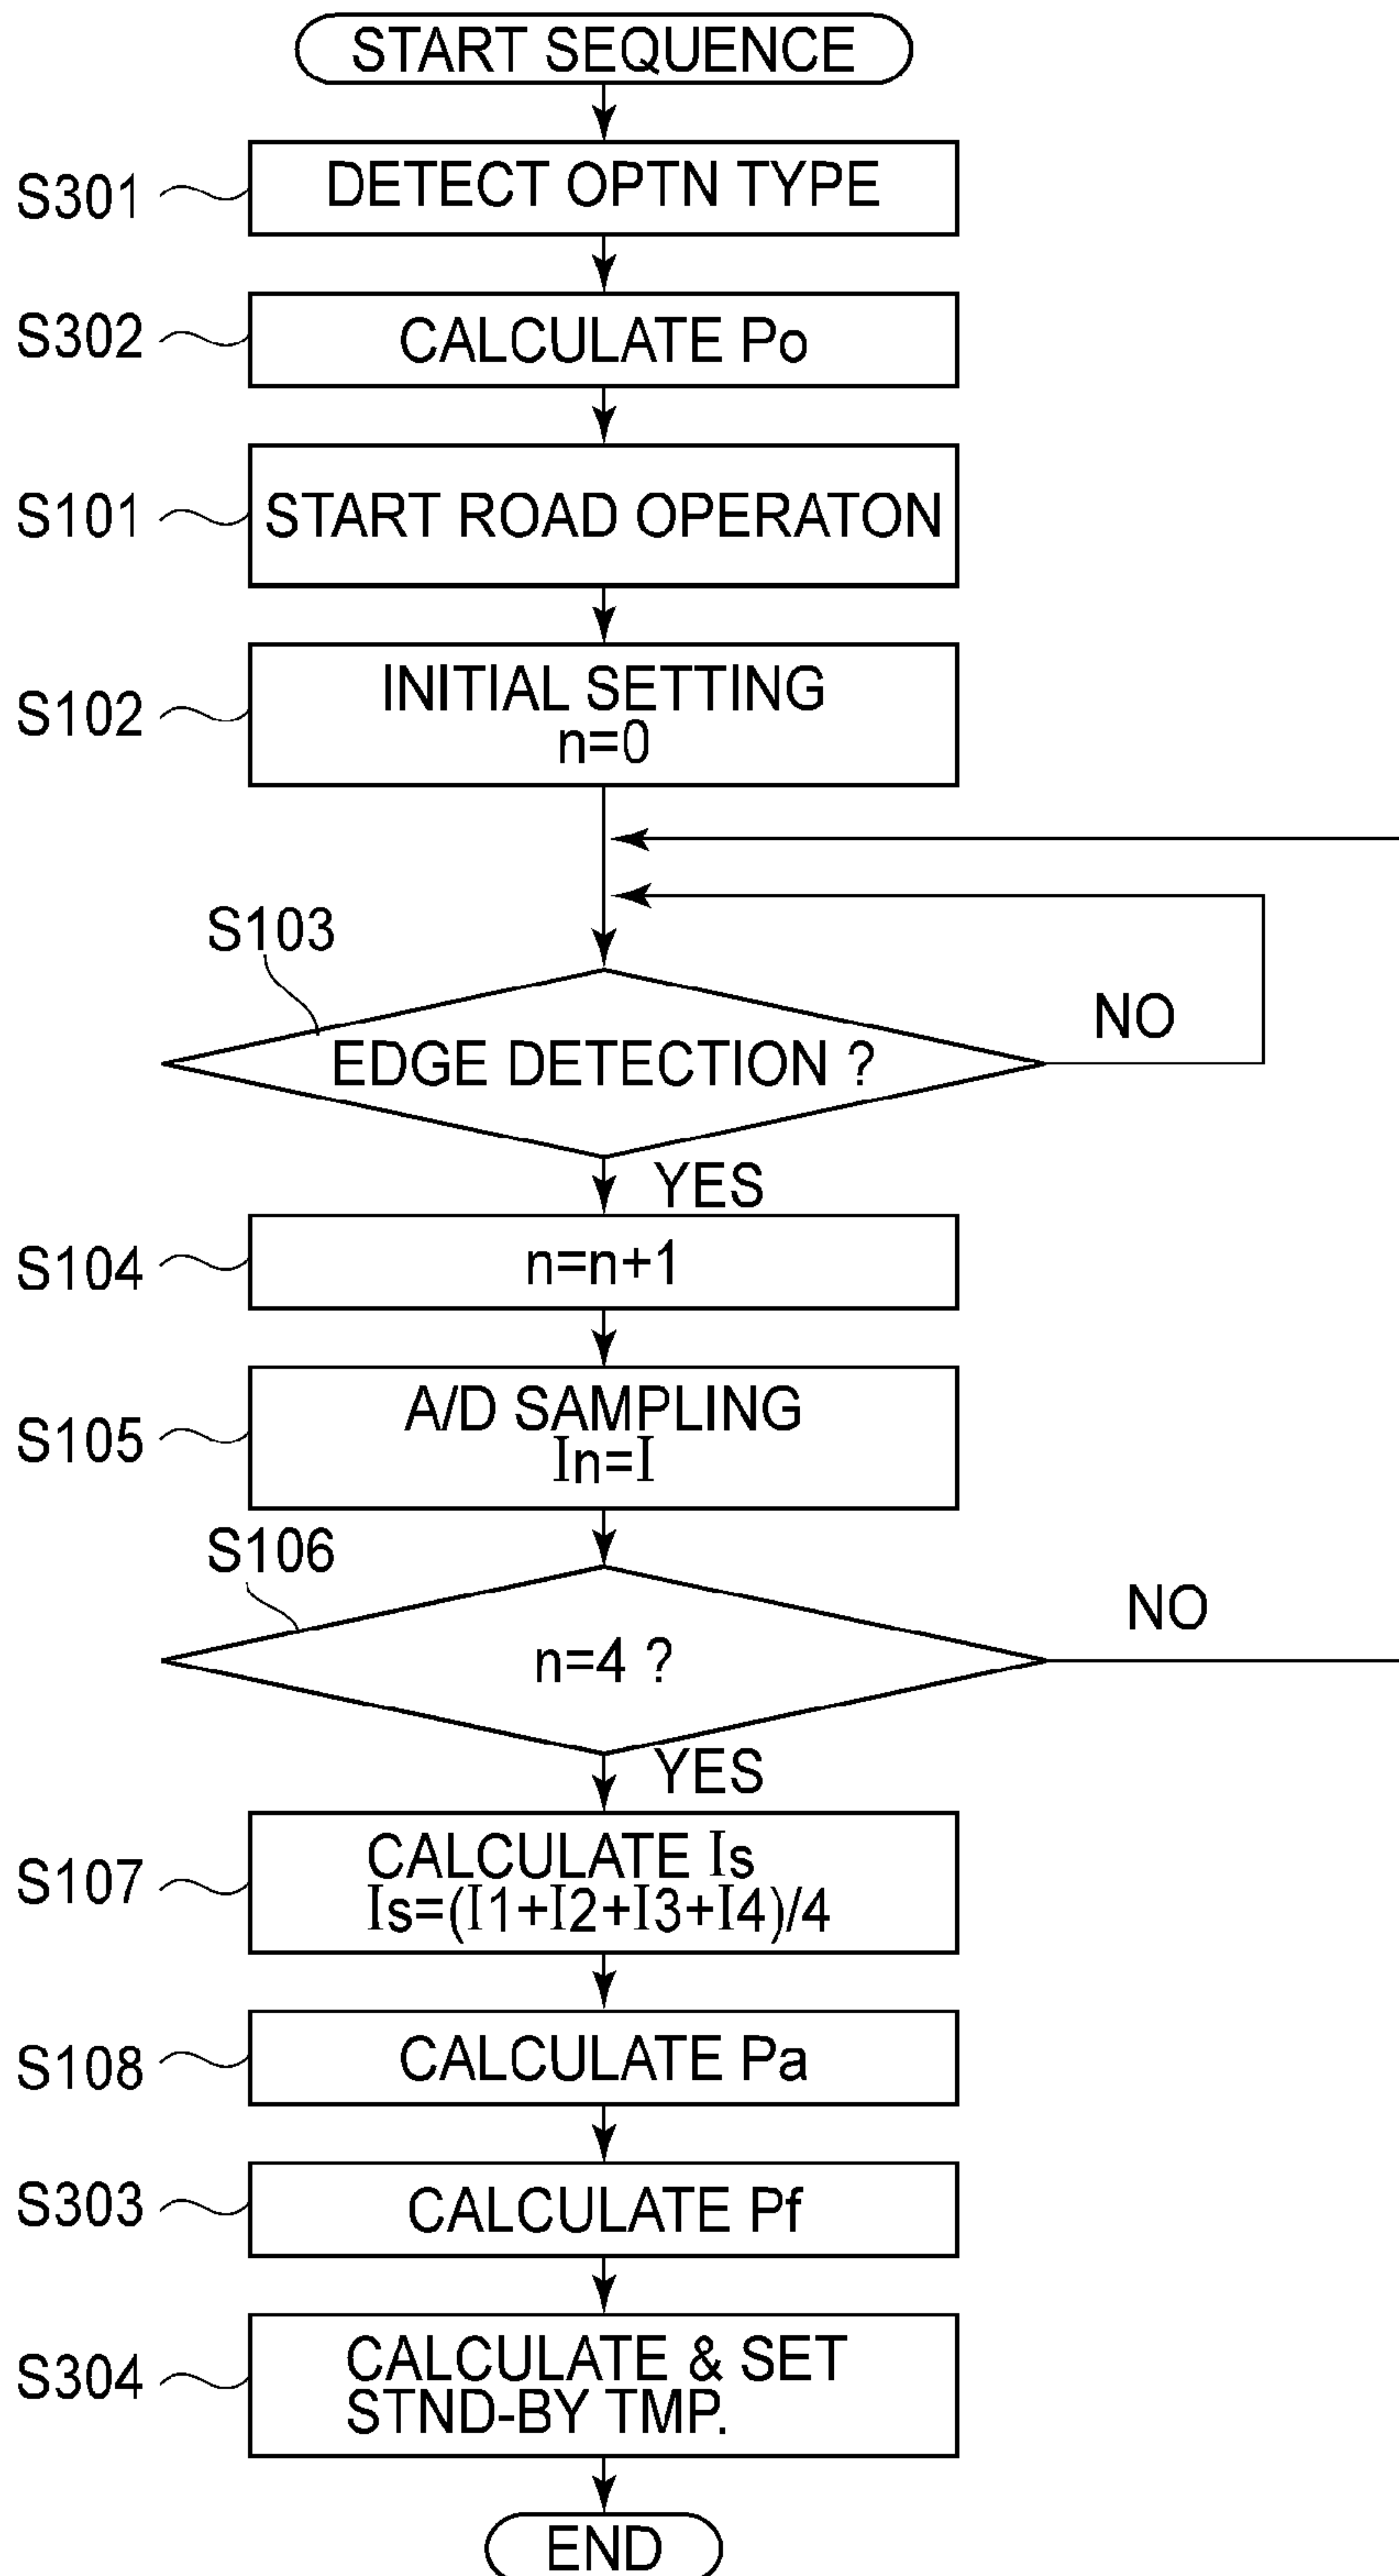 START SEQUENCE
S301
DETECT OPTN TYPE
S302
CALCULATE Po
S101
START ROAD OPERATON
S102
INITIAL SETTING
n=0
S103
EDGE DETECTION ?
NO
YES
S104
n=n+1
S105
A/D SAMPLING
In=I
S106
n=4 ?
NO
YES
S107
CALCULATE Is
Is=(I1+I2+I3+I4)/4
S108
CALCULATE Pa
S303
CALCULATE Pf
S304
CALCULATE & SET
STND-BY TMP.
END